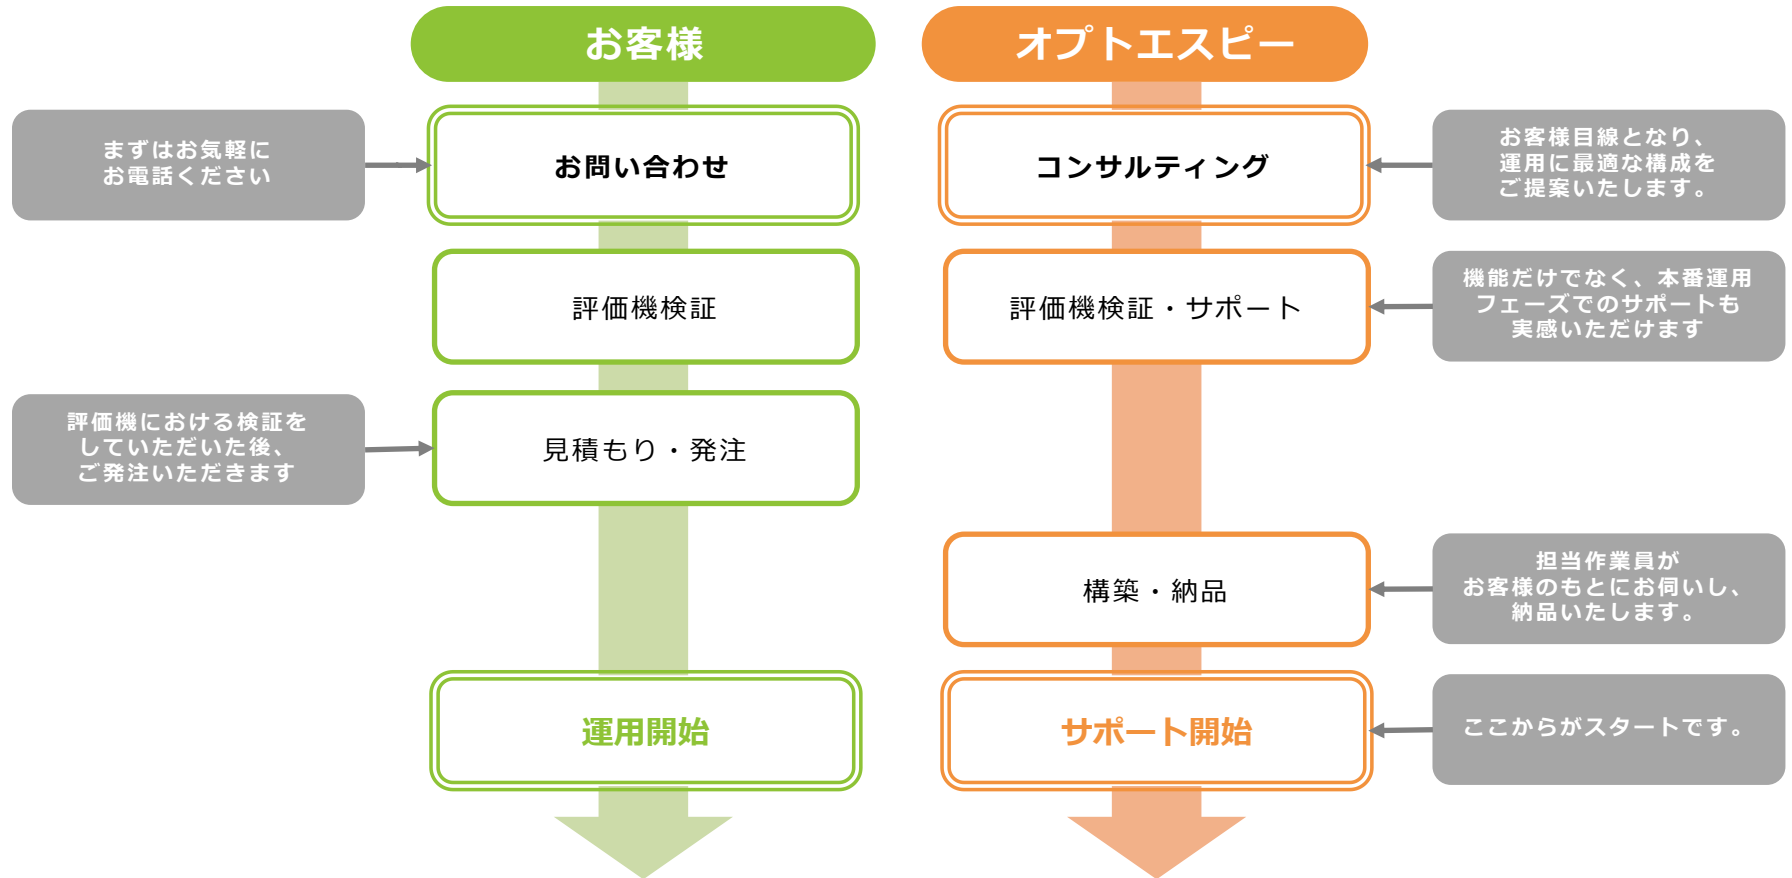 お客様
オプトエスピー
まずはお気軽に
お電話ください
お問い合わせ
コンサルティング
お客様目線となり、
運用に最適な構成を
ご提案いたします。
評価機検証
評価機検証・サポート
機能だけでなく、本番運用
フェーズでのサポートも
実感いただけます
評価機における検証を
していただいた後、
ご発注いただきます
見積もり・発注
構築・納品
担当作業員が
お客様のもとにお伺いし、
納品いたします。
運用開始
サポート開始
ここからがスタートです。